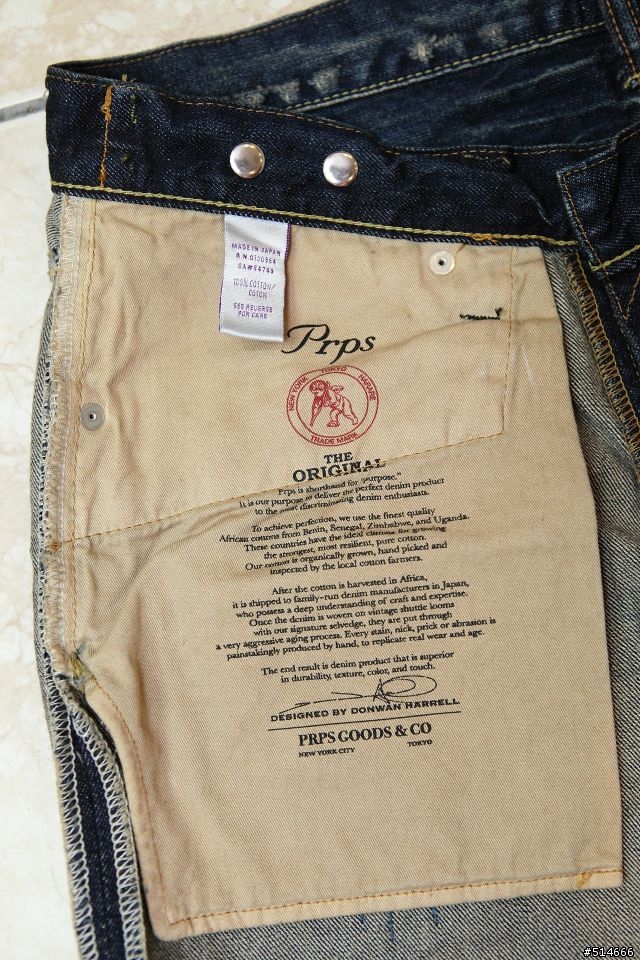 MADE IN JAPAN
100% COTTON/
COTON
SEE REVERSE
FOR CARE
Prps
NEW YORK TOKYO HARARE
TRADE MARK
THE
ORIGINAL
Prps is shorthand for "purpose."
It is our purpose to deliver the perfect denim product
to the most discriminating denim enthusiasts.
To achieve perfection, we use the finest quality
African cottons from Benin, Senegal, Zimbabwe, and Uganda.
These countries have the ideal climate for growing
the strongest, most resilient, pure cotton.
Our cotton is organically grown, hand picked and
inspected by the local cotton farmers.
After the cotton is harvested in Africa,
it is shipped to family-run denim manufacturers in Japan,
who possess a deep understanding of craft and expertise.
Once the denim is woven on vintage shuttle looms
with our signature selvedge, they are put through
a very aggressive aging process. Every stain, nick, prick or abrasion is
painstakingly produced by hand, to replicate real wear and age.
The end result is denim product that is superior
in durability, texture, color, and touch.
DESIGNED BY DONWAN HARRELL
PRPS GOODS & CO
NEW YORK CITY TOKYO
#514666